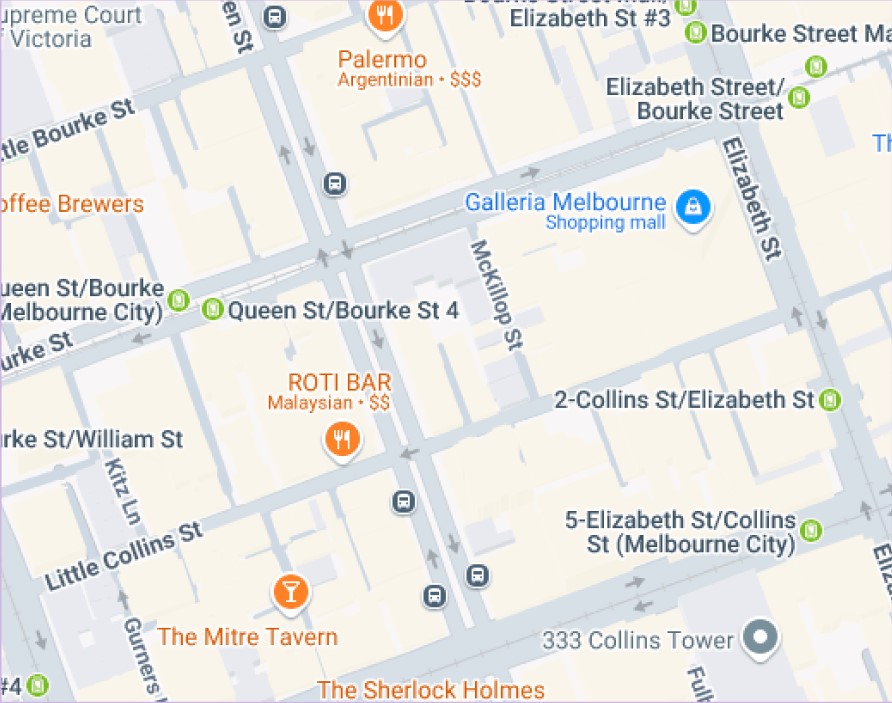 upreme Court
Victoria
en St
Palermo
Argentinian • $$$
Elizabeth St #3
Bourke Street Ma
Elizabeth Street/
Bourke Street
ttle Bourke St
Th
offee Brewers
Galleria Melbourne
Shopping mall
Elizabeth St
McKillop St
ueen St/Bourke
Melbourne City)
Queen St/Bourke St 4
urke St
ROTI BAR
Malaysian • $$
2-Collins St/Elizabeth St
rke St/William St
Kitz Ln
Little Collins St
5-Elizabeth St/Collins
St (Melbourne City)
Eliza
The Mitre Tavern
Gurners
333 Collins Tower
Full
#4
The Sherlock Holmes